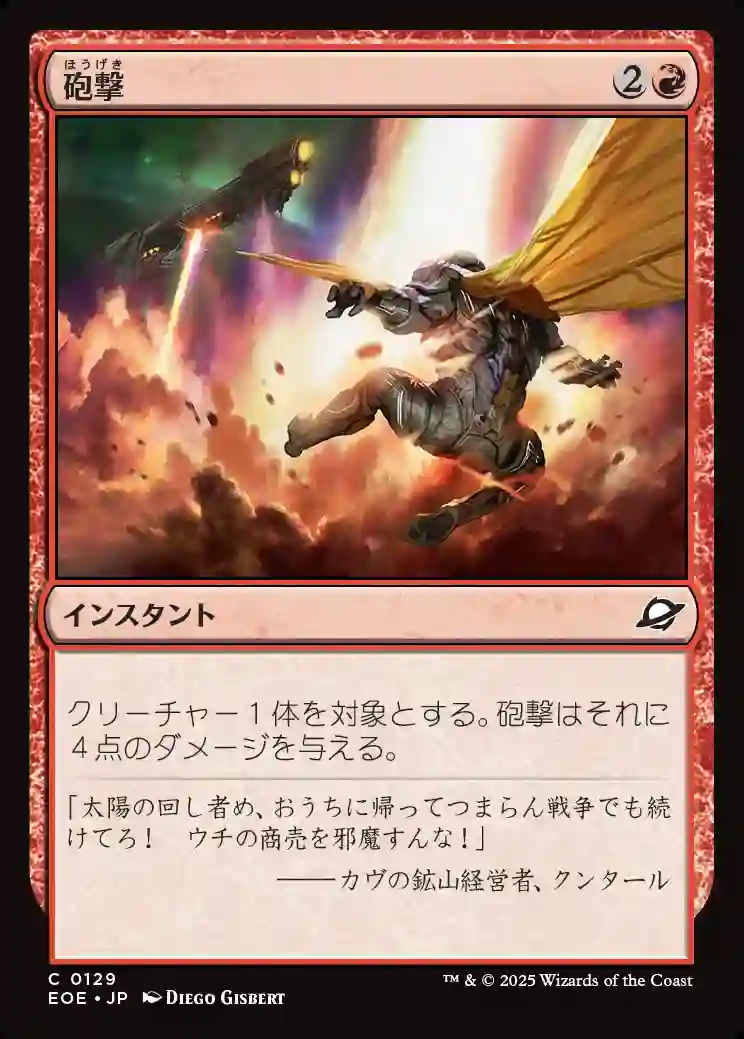 ほうげき
砲撃
2
インスタント
クリーチャー１体を対象とする。砲撃はそれに
４点のダメージを与える。
「太陽の回し者め、おうちに帰ってつまらん戦争でも続
けてろ！　ウチの商売を邪魔すんな！」
――カヴの鉱山経営者、クンタール
C 0129
EOE • JP DIEGO GISBERT
™ & © 2025 Wizards of the Coast